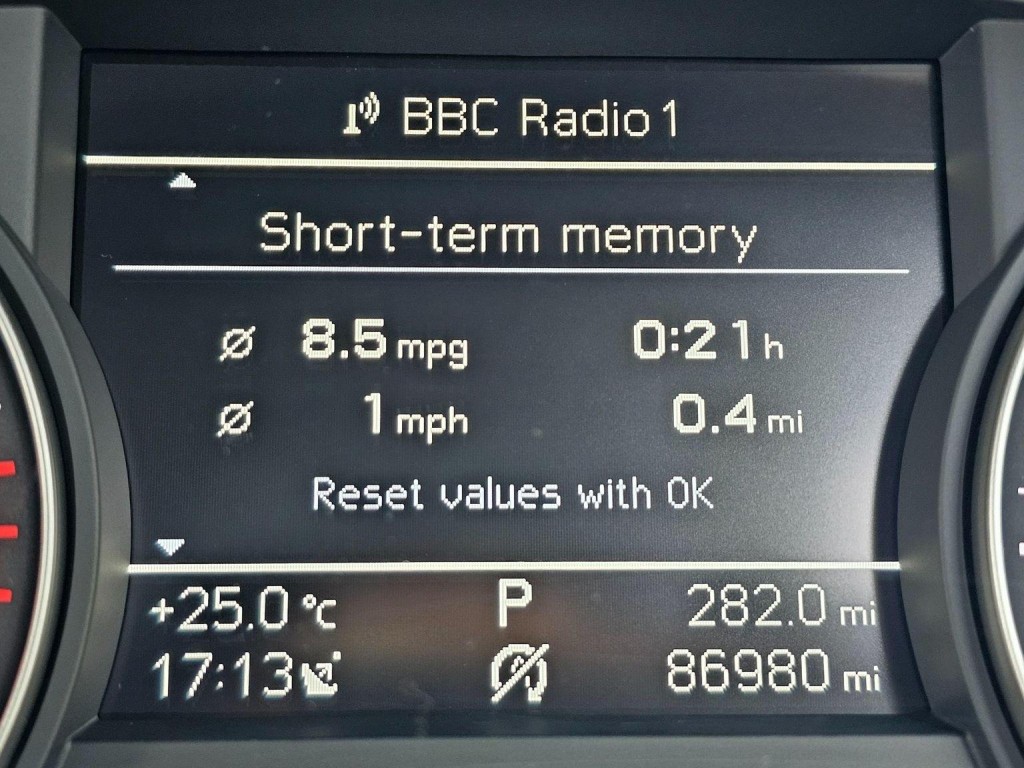 BBC Radio 1
Short-term memory
Ø 8.5 mpg 0:21 h
Ø 1 mph 0.4 mi
Reset values with OK
+25.0 °C P 282.0 mi
17:13 86980 mi